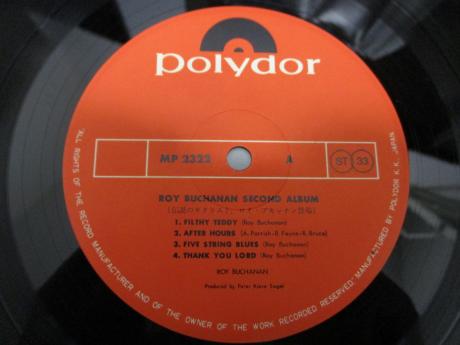 polydor
MP 2322 A ST 33
ROY BUCHANAN SECOND ALBUM
1. FILTHY TEDDY (Roy Buchanan)
2. AFTER HOURS (A. Parrish-B. Feyne-R. Bruce)
3. FIVE STRING BLUES (Roy Buchanan)
4. THANK YOU LORD (Roy Buchanan)
ROY BUCHANAN
Produced by Peter Kieve Siegel
"ALL RIGHTS OF THE RECORD MANUFACTURER AND OF THE OWNER OF THE WORK RECORDED RESERVED" MANUFACTURED BY POLYDOR K.K., JAPAN